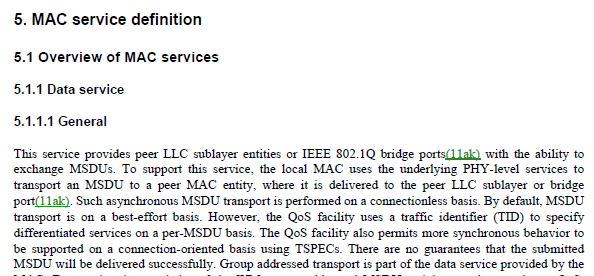 5. MAC service definition
5.1 Overview of MAC services
5.1.1 Data service
5.1.1.1 General
This service provides peer LLC sublayer entities or IEEE 802.1Q bridge ports(11ak) with the ability to
exchange MSDUs. To support this service, the local MAC uses the underlying PHY-level services to
transport an MSDU to a peer MAC entity, where it is delivered to the peer LLC sublayer or bridge
port(11ak). Such asynchronous MSDU transport is performed on a connectionless basis. By default, MSDU
transport is on a best-effort basis. However, the QoS facility uses a traffic identifier (TID) to specify
differentiated services on a per-MSDU basis. The QoS facility also permits more synchronous behavior to
be supported on a connection-oriented basis using TSPECs. There are no guarantees that the submitted
MSDU will be delivered successfully. Group addressed transport is part of the data service provided by the